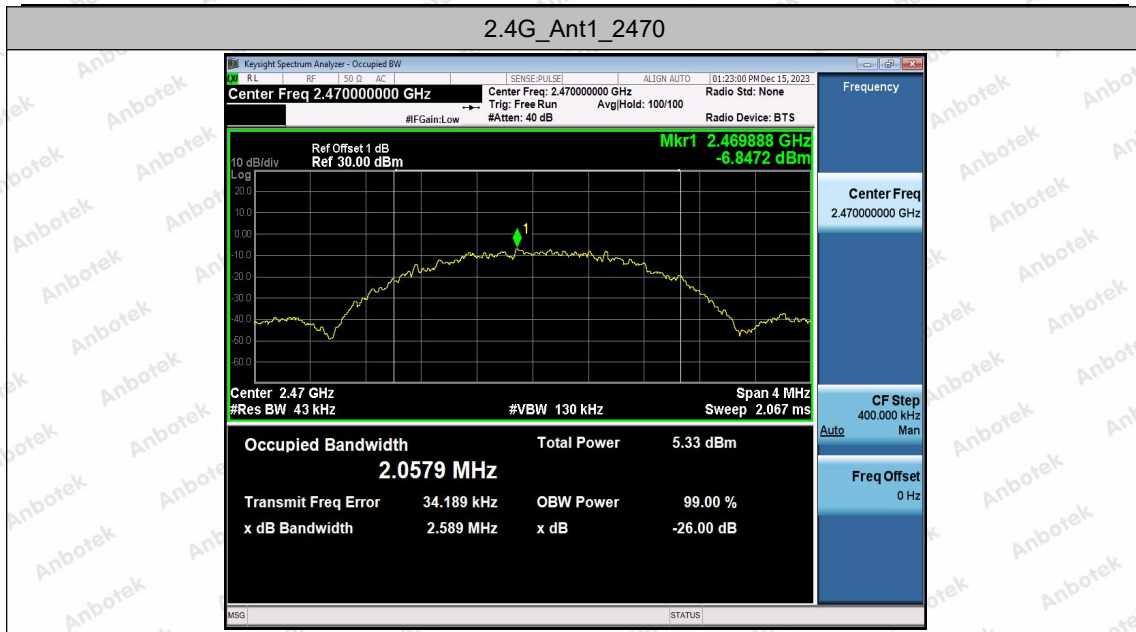 2.4G_Ant1_2470
Keysight Spectrum Analyzer - Occupied BW
LXI RL RF 50 Ω AC SENSE:PULSE ALIGN AUTO 01:23:00 PM Dec 15, 2023
Center Freq 2.470000000 GHz Center Freq: 2.470000000 GHz Radio Std: None
Trig: Free Run Avg|Hold: 100/100
#IFGain:Low #Atten: 40 dB Radio Device: BTS
Frequency
Mkr1 2.469888 GHz
-6.8472 dBm
Ref Offset 1 dB
10 dB/div Ref 30.00 dBm
Log
20.0
10.0
0.00
-10.0
-20.0
-30.0
-40.0
-50.0
-60.0
1
Center 2.47 GHz Span 4 MHz
#Res BW 43 kHz #VBW 130 kHz Sweep 2.067 ms
Center Freq
2.470000000 GHz
CF Step
400.000 kHz
Auto Man
Freq Offset
0 Hz
Occupied Bandwidth Total Power 5.33 dBm
2.0579 MHz
Transmit Freq Error 34.189 kHz OBW Power 99.00 %
x dB Bandwidth 2.589 MHz x dB -26.00 dB
MSG STATUS
Anbotek